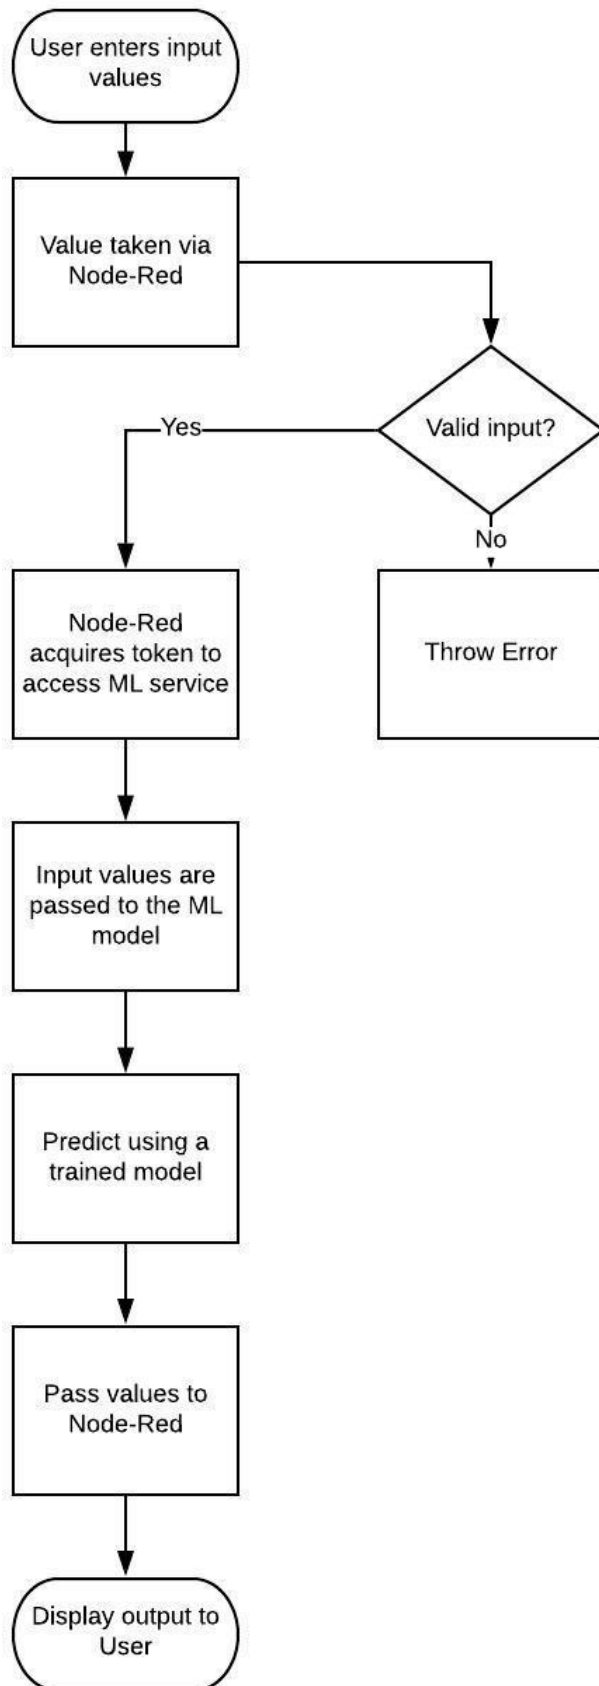 User enters input
values
Value taken via
Node-Red
Valid input?
Yes
No
Node-Red
acquires token to
access ML service
Throw Error
Input values are
passed to the ML
model
Predict using a
trained model
Pass values to
Node-Red
Display output to
User